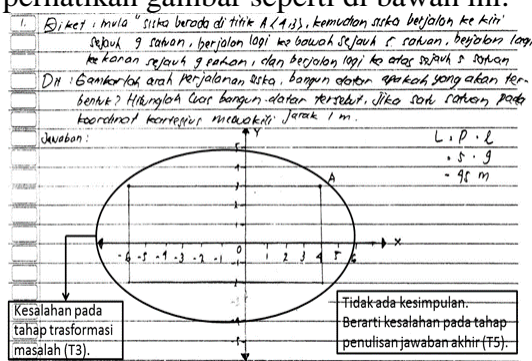 perhatikan gambar seperti di bawah ini.
1. Diket : mula" siska berada di titik A (4,3), kemudian siska berjalan ke kiri
sejauh 9 satuan, berjalan lagi ke bawah sejauh 5 satuan, berjalan lagi
ke kanan sejauh 9 satuan, dan berjalan lagi ke atas sejauh 5 satuan
Dit : Gambarlah arah perjalanan siska, bangun datar apakah yang akan ter-
bentuk? Hitunglah luas bangun datar tersebut, jika satu satuan pada
koordinat kartesius mewakili jarak 1 m.
Jawaban :
L = P . l
= 5 . 9
= 45 m
Y
A
X
-6 -5 -4 -3 -2 -1 0 1 2 3 4 5 6
Kesalahan pada
tahap trasformasi
masalah (T3).
Tidak ada kesimpulan.
Berarti kesalahan pada tahap
penulisan jawaban akhir (T5).